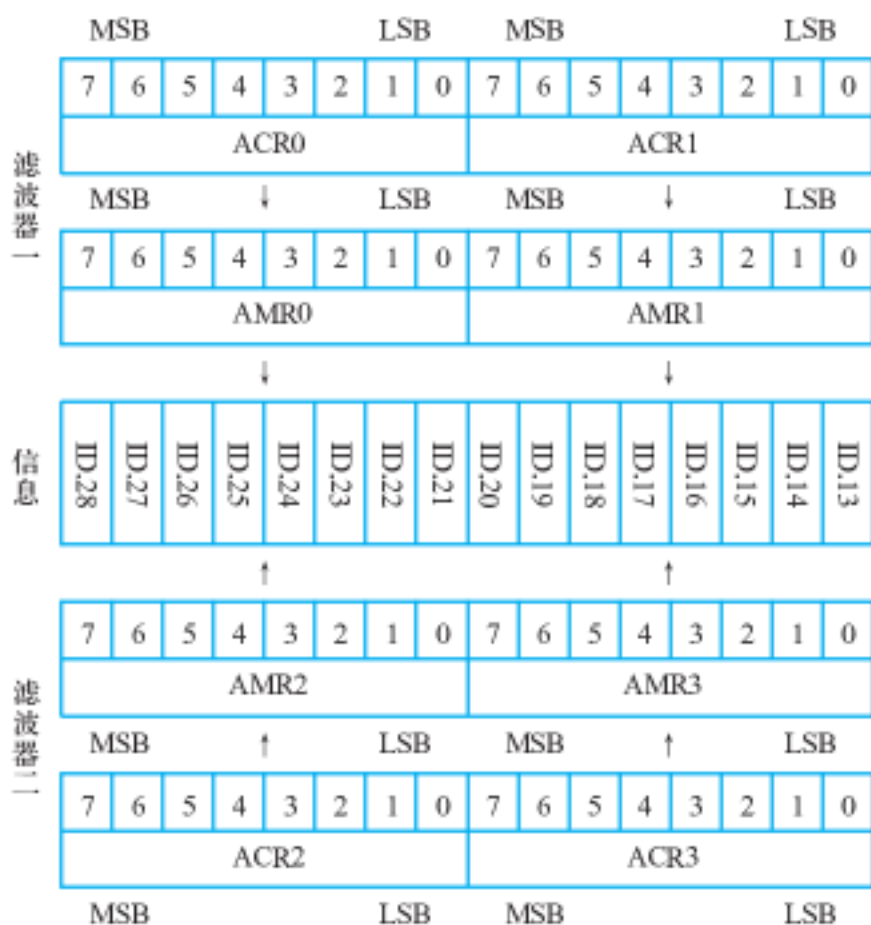 MSB LSB MSB LSB
7 6 5 4 3 2 1 0 7 6 5 4 3 2 1 0
ACR0 ACR1
滤波器一
MSB ↓ LSB MSB ↓ LSB
7 6 5 4 3 2 1 0 7 6 5 4 3 2 1 0
AMR0 AMR1
↓ ↓
信息
ID.28 ID.27 ID.26 ID.25 ID.24 ID.23 ID.22 ID.21 ID.20 ID.19 ID.18 ID.17 ID.16 ID.15 ID.14 ID.13
↑ ↑
7 6 5 4 3 2 1 0 7 6 5 4 3 2 1 0
AMR2 AMR3
滤波器二
MSB ↑ LSB MSB ↑ LSB
7 6 5 4 3 2 1 0 7 6 5 4 3 2 1 0
ACR2 ACR3
MSB LSB MSB LSB